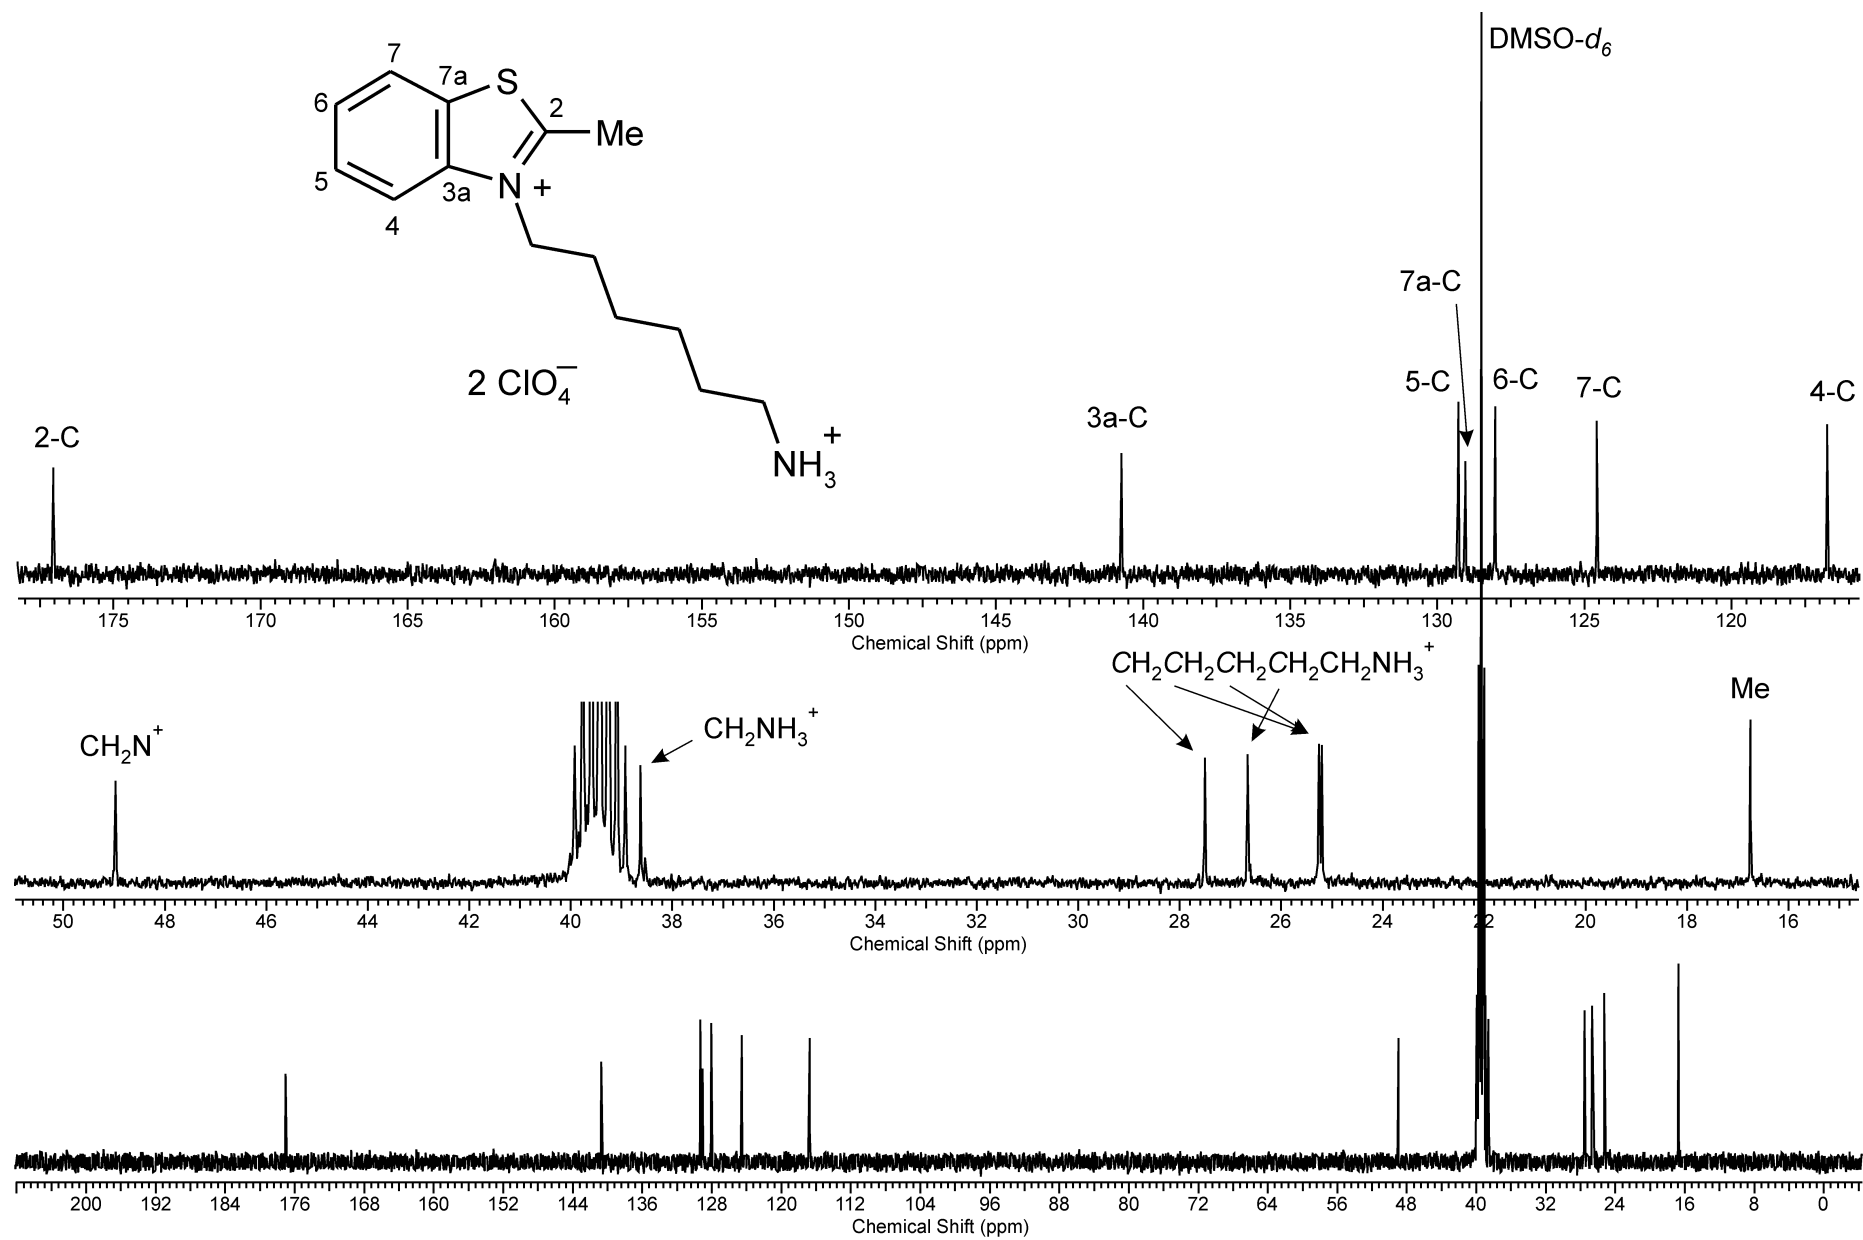 DMSO-d6
7
7a
S
6
2
Me
5
3a
N
+
4
2 ClO4−
NH3+
2-C
3a-C
7a-C
5-C
6-C
7-C
4-C
175 170 165 160 155 150 145 140 135 130 125 120
Chemical Shift (ppm)
CH2N+
CH2NH3+
CH2CH2CH2CH2CH2NH3+
Me
50 48 46 44 42 40 38 36 34 32 30 28 26 24 22 20 18 16
Chemical Shift (ppm)
200 192 184 176 168 160 152 144 136 128 120 112 104 96 88 80 72 64 56 48 40 32 24 16 8 0
Chemical Shift (ppm)